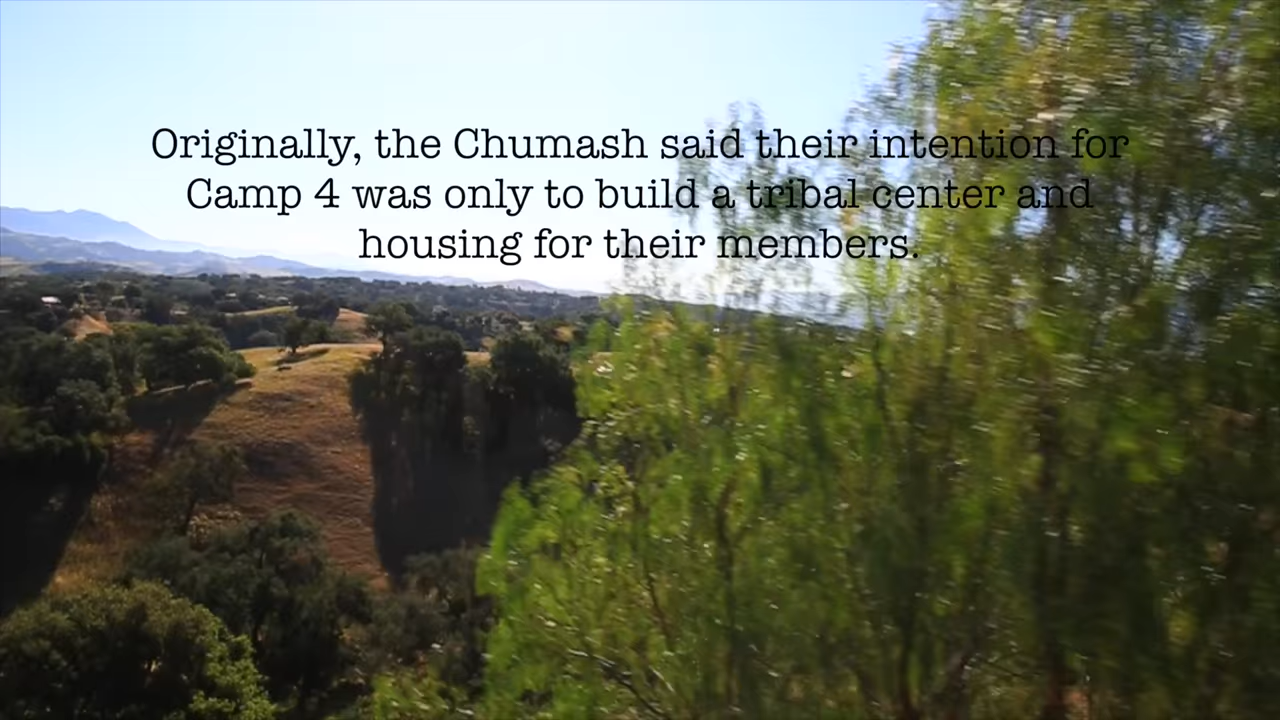 Originally, the Chumash said their intention for
Camp 4 was only to build a tribal center and
housing for their members.